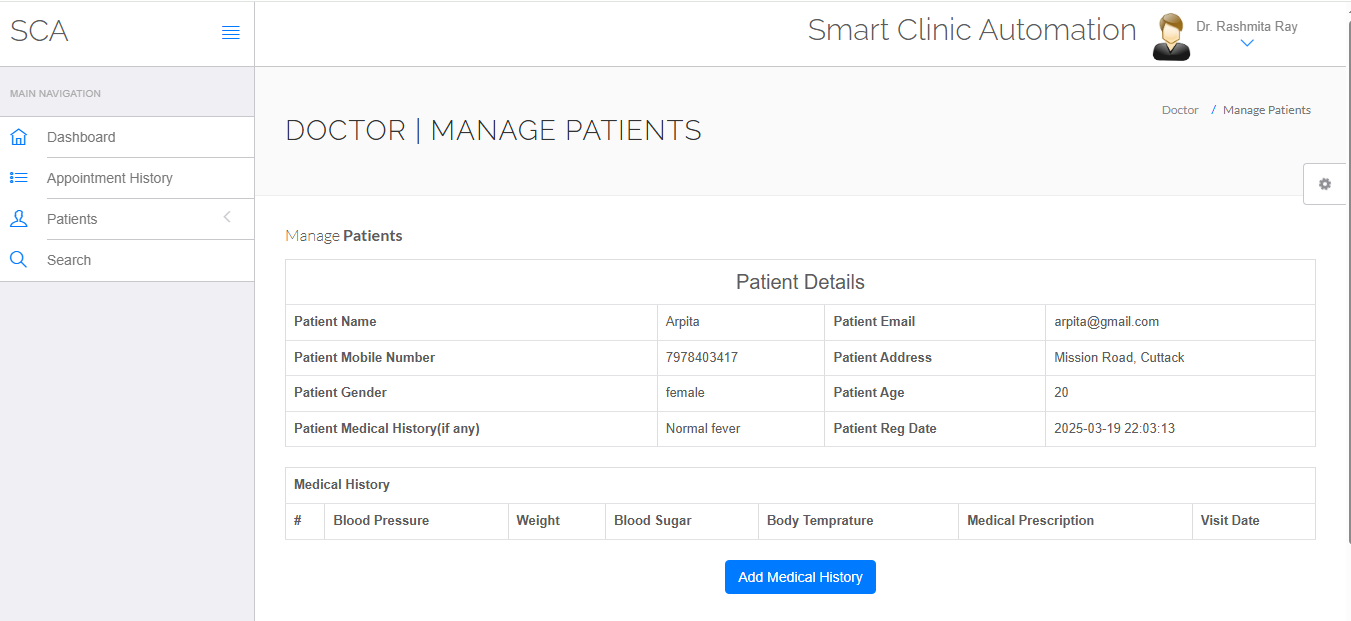 SCA
Smart Clinic Automation
Dr. Rashmita Ray
MAIN NAVIGATION
Dashboard
Appointment History
Patients
Search
DOCTOR | MANAGE PATIENTS
Doctor / Manage Patients
Manage Patients
Patient Details
Patient Name Arpita Patient Email arpita@gmail.com
Patient Mobile Number 7978403417 Patient Address Mission Road, Cuttack
Patient Gender female Patient Age 20
Patient Medical History(if any) Normal fever Patient Reg Date 2025-03-19 22:03:13
Medical History
# Blood Pressure Weight Blood Sugar Body Temprature Medical Prescription Visit Date
Add Medical History